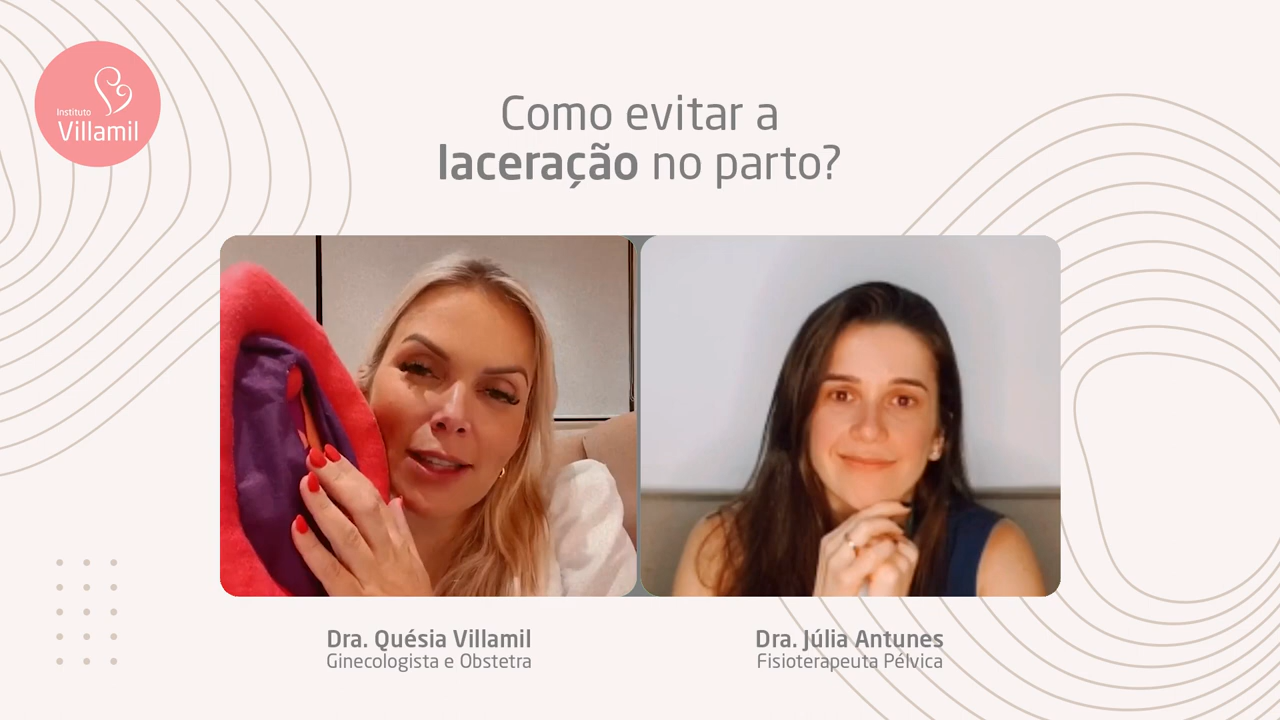 Instituto
Villamil
Como evitar a
laceração no parto?
Dra. Quésia Villamil
Ginecologista e Obstetra
Dra. Júlia Antunes
Fisioterapeuta Pélvica